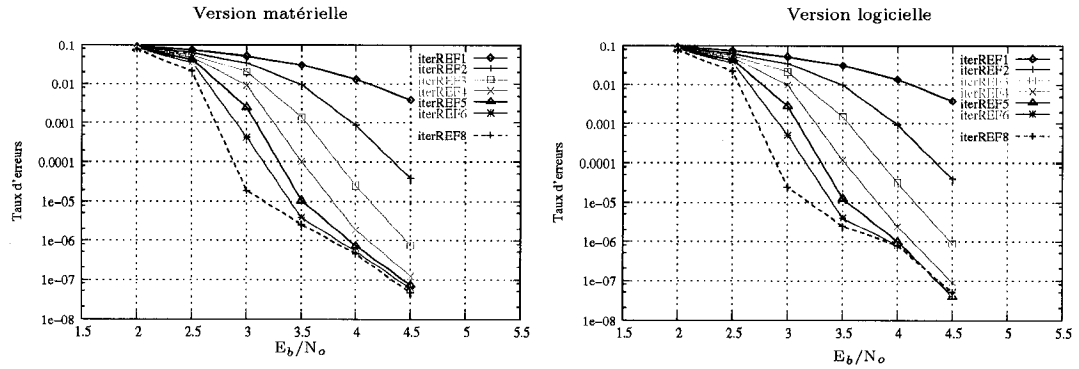 Version matérielle
0.1
0.01
0.001
0.0001
1e-05
1e-06
1e-07
1e-08
Taux d'erreurs
iterREF1
iterREF2
iterREF5
iterREF6
iterREF8
1.5 2 2.5 3 3.5 4 4.5 5 5.5
E_b/N_o
Version logicielle
0.1
0.01
0.001
0.0001
1e-05
1e-06
1e-07
1e-08
Taux d'erreurs
iterREF1
iterREF2
iterREF5
iterREF6
iterREF8
1.5 2 2.5 3 3.5 4 4.5 5 5.5
E_b/N_o